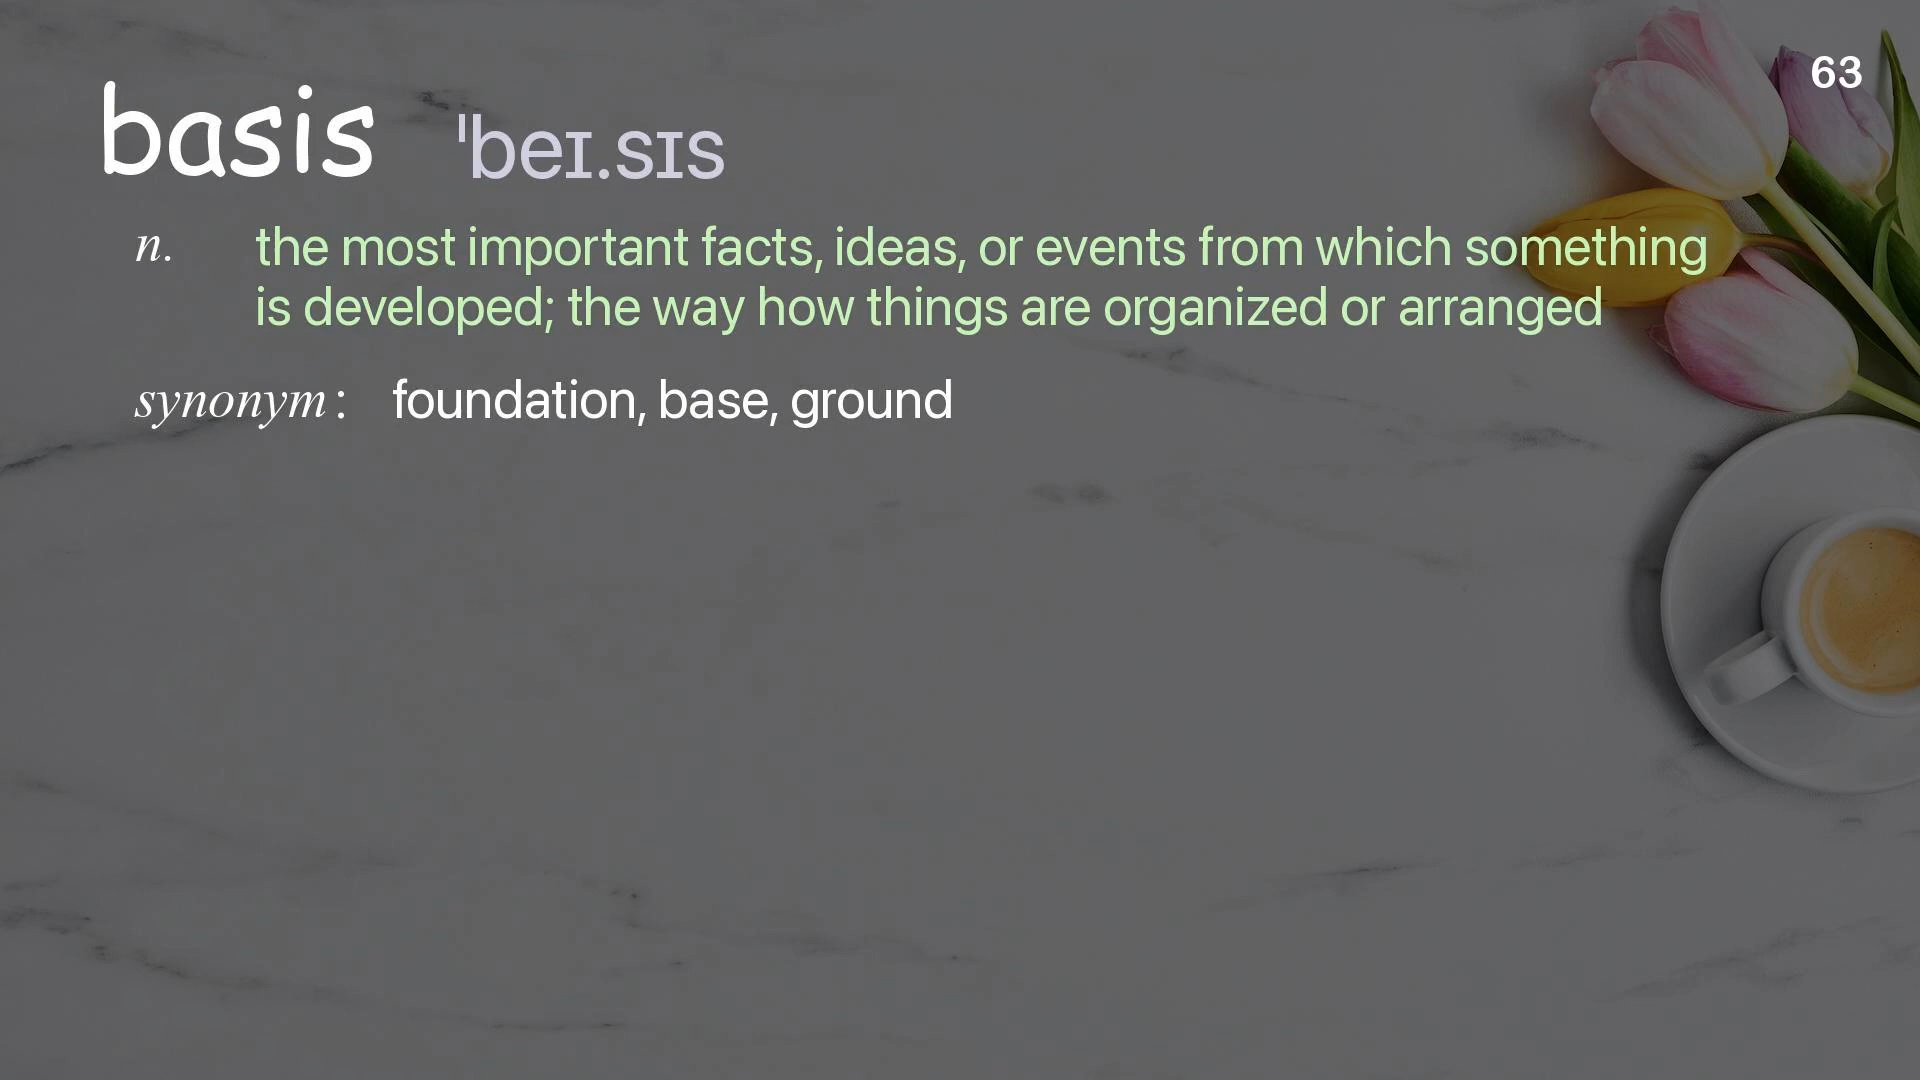 63
basis ˈbeɪ.sɪs
n. the most important facts, ideas, or events from which something
is developed; the way how things are organized or arranged
synonym : foundation, base, ground